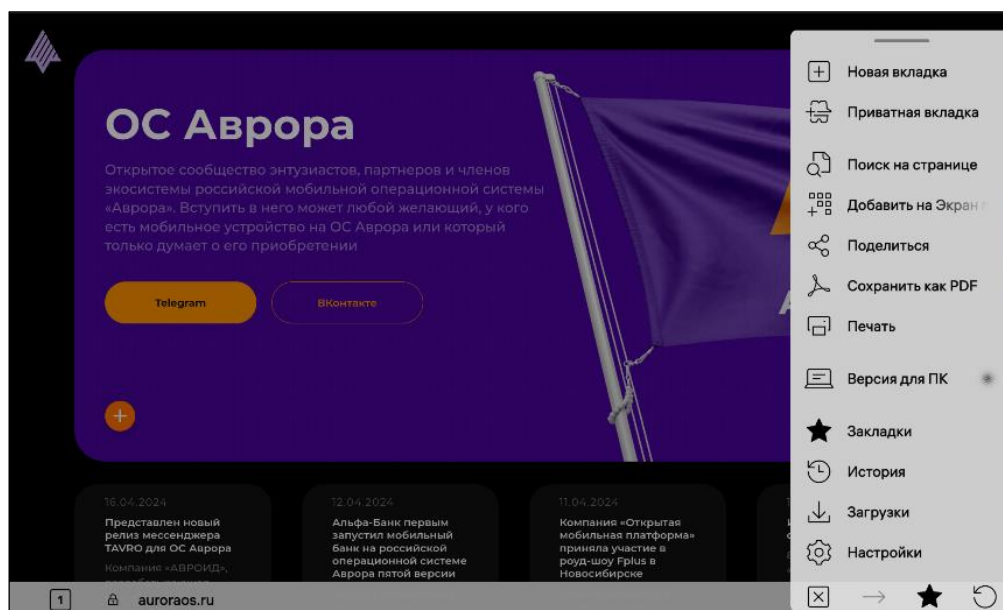 ОС Аврора
Открытое сообщество энтузиастов, партнеров и членов
экосистемы российской мобильной операционной системы
«Аврора». Вступить в него может любой желающий, у кого
есть мобильное устройство на ОС Аврора или который
только думает о его приобретении
Telegram
ВКонтакте
16.04.2024
Представлен новый
релиз мессенджера
TAVRO для ОС Аврора
Компания «АВРОИД»,
12.04.2024
Альфа-Банк первым
запустил мобильный
банк на российской
операционной системе
Аврора пятой версии
11.04.2024
Компания «Открытая
мобильная платформа»
приняла участие в
роуд-шоу Fplus в
Новосибирске
Новая вкладка
Приватная вкладка
Поиск на странице
Добавить на Экран
Поделиться
Сохранить как PDF
Печать
Версия для ПК
Закладки
История
Загрузки
Настройки
1
auroraos.ru